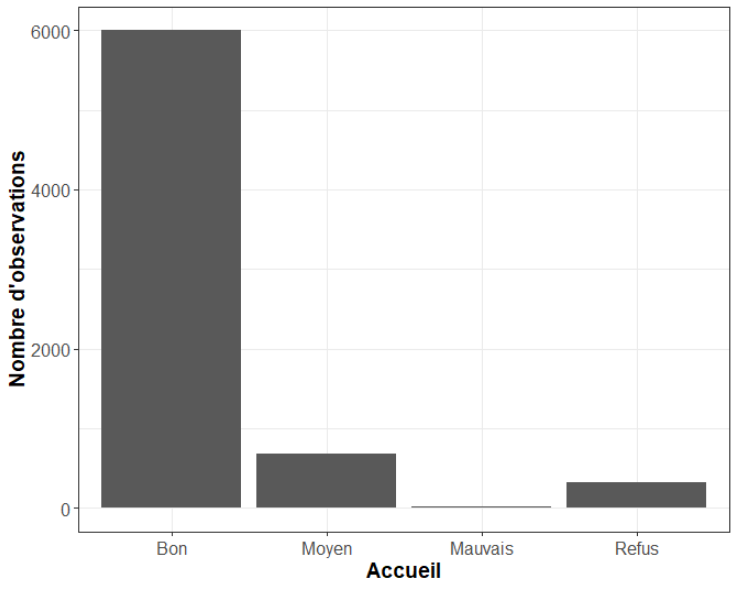 Nombre d'observations
6000
4000
2000
0
Bon Moyen Mauvais Refus
Accueil